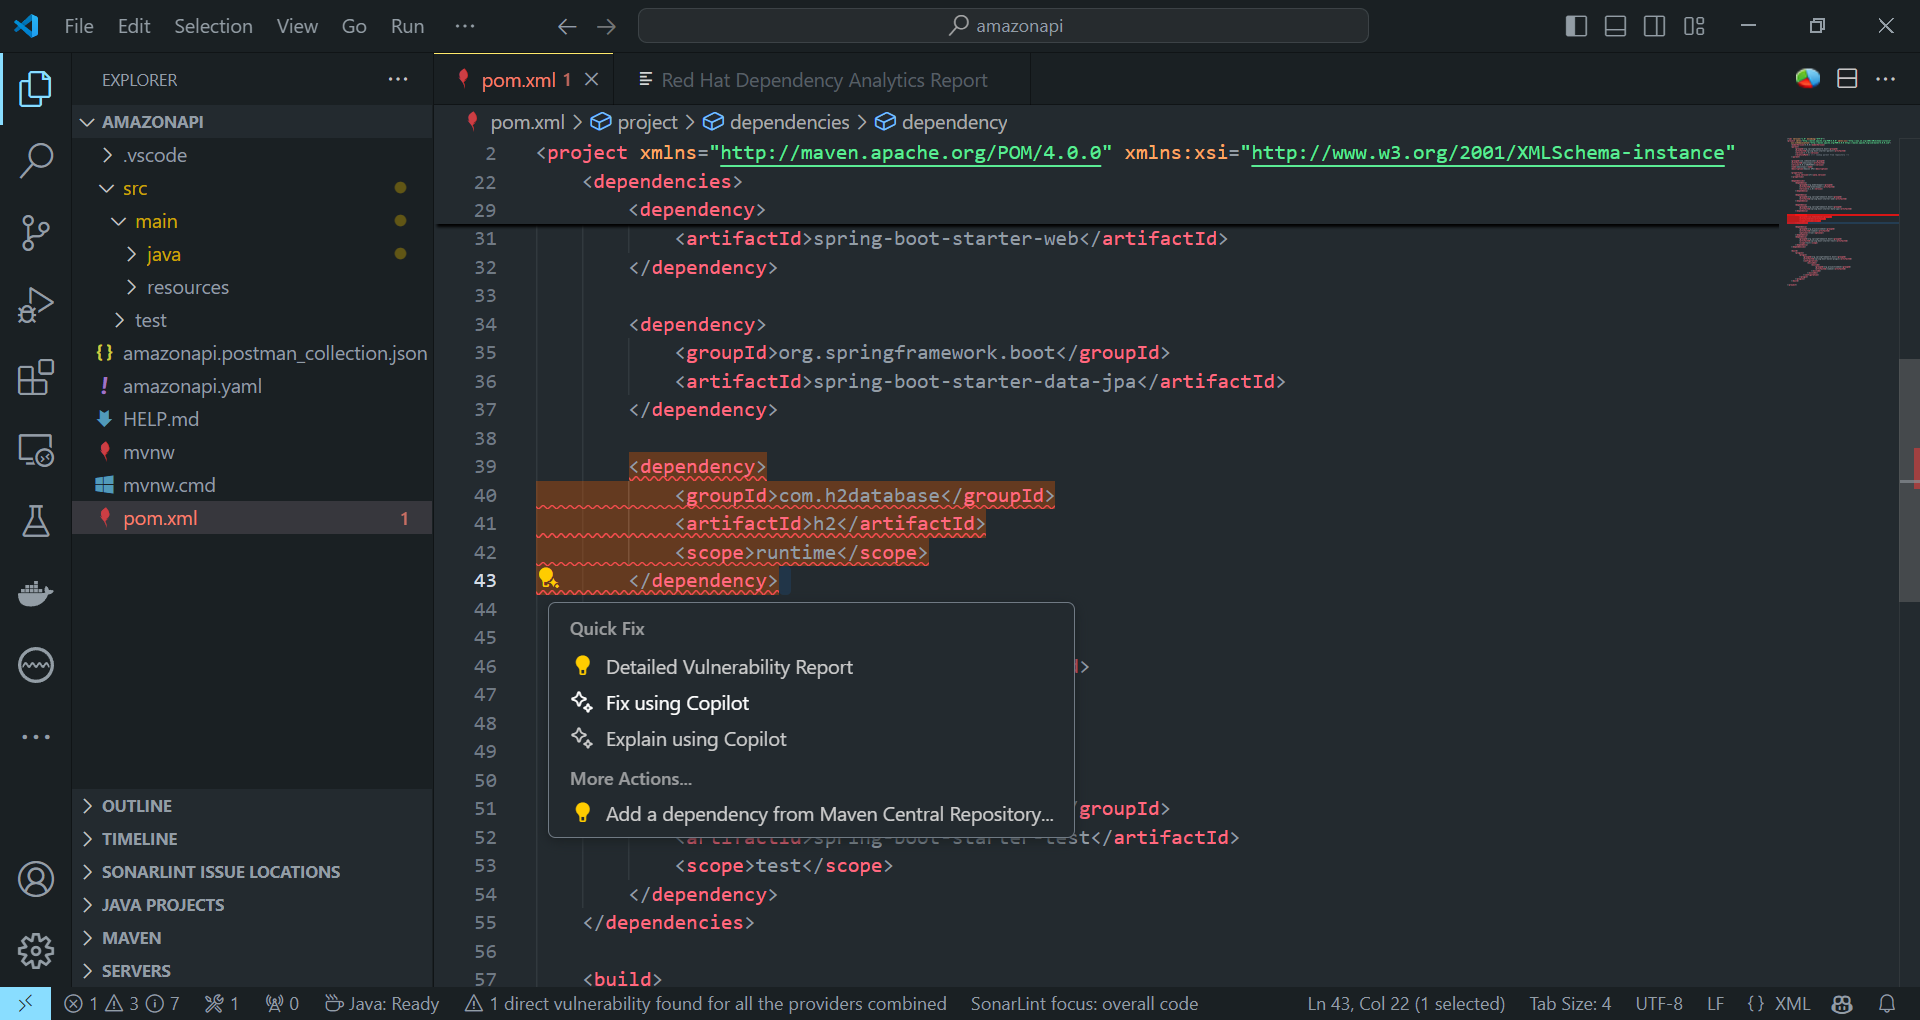 File Edit Selection View Go Run ···
amazonapi
EXPLORER ···
AMAZONAPI
.vscode
src
main
java
resources
test
{} amazonapi.postman_collection.json
! amazonapi.yaml
HELP.md
mvnw
mvnw.cmd
pom.xml 1
OUTLINE
TIMELINE
SONARLINT ISSUE LOCATIONS
JAVA PROJECTS
MAVEN
SERVERS
pom.xml 1
Red Hat Dependency Analytics Report
pom.xml > project > dependencies > dependency
2 <project xmlns="http://maven.apache.org/POM/4.0.0" xmlns:xsi="http://www.w3.org/2001/XMLSchema-instance"
22 <dependencies>
29 <dependency>
31 <artifactId>spring-boot-starter-web</artifactId>
32 </dependency>
33
34 <dependency>
35 <groupId>org.springframework.boot</groupId>
36 <artifactId>spring-boot-starter-data-jpa</artifactId>
37 </dependency>
38
39 <dependency>
40 <groupId>com.h2database</groupId>
41 <artifactId>h2</artifactId>
42 <scope>runtime</scope>
43 </dependency>
44
45
46
47
48
49
50
51 groupId>
52 <artifactId>spring-boot-starter-test</artifactId>
53 <scope>test</scope>
54 </dependency>
55 </dependencies>
56
57 <build>
Quick Fix
Detailed Vulnerability Report
Fix using Copilot
Explain using Copilot
More Actions...
Add a dependency from Maven Central Repository...
1 3 7 1 0 Java: Ready 1 direct vulnerability found for all the providers combined SonarLint focus: overall code Ln 43, Col 22 (1 selected) Tab Size: 4 UTF-8 LF {} XML